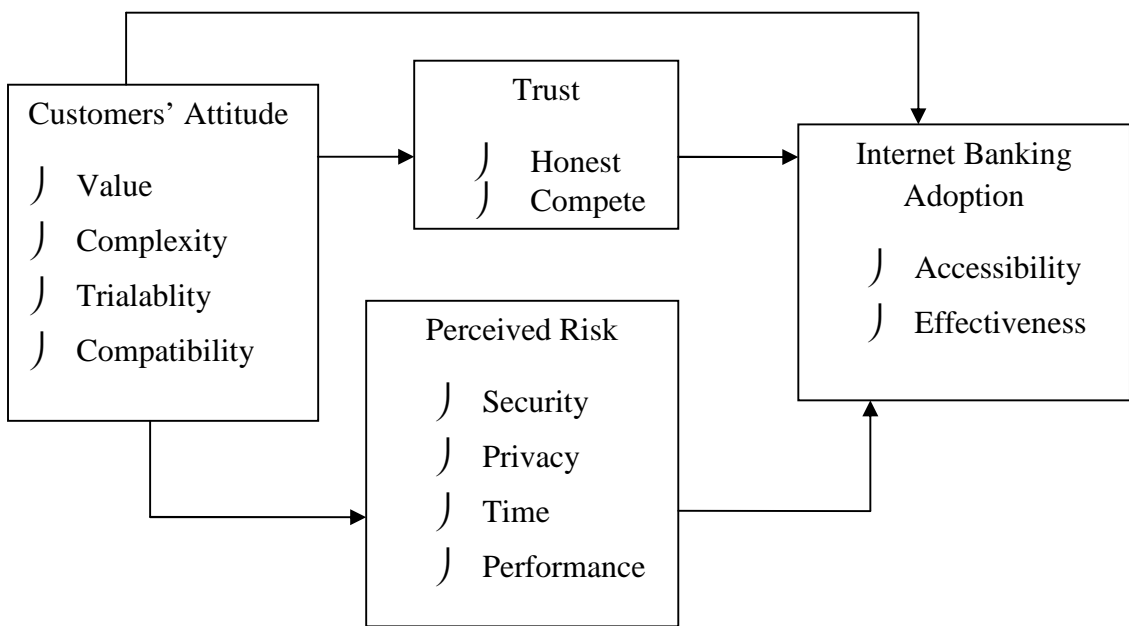 Customers’ Attitude
Value
Complexity
Trialablity
Compatibility
Trust
Honest
Compete
Perceived Risk
Security
Privacy
Time
Performance
Internet Banking
Adoption
Accessibility
Effectiveness